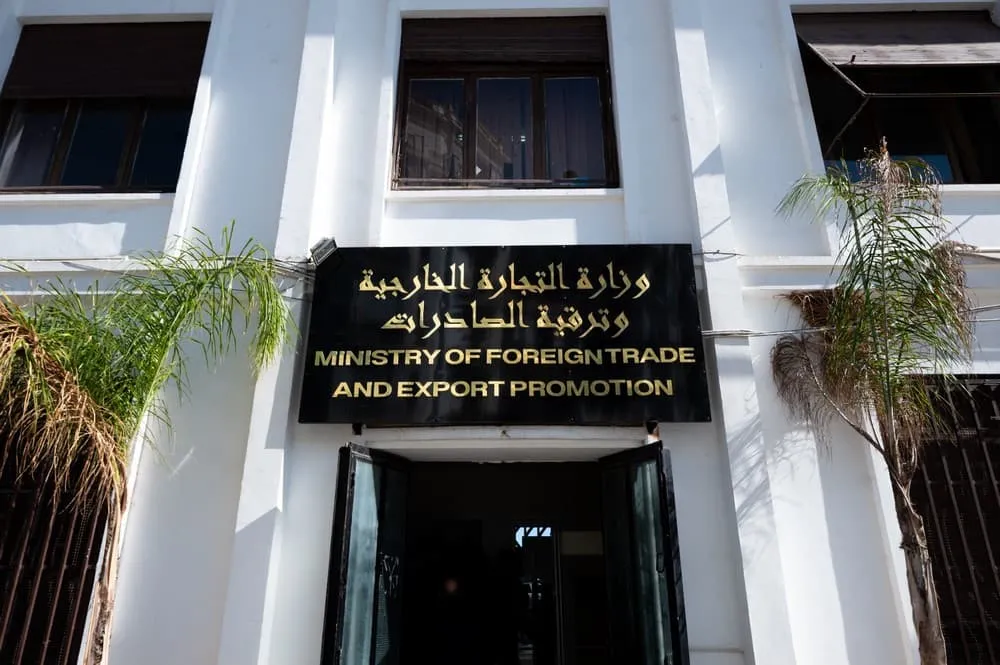 وزارة التجارة الخارجية
وترقية الصادرات
MINISTRY OF FOREIGN TRADE
AND EXPORT PROMOTION